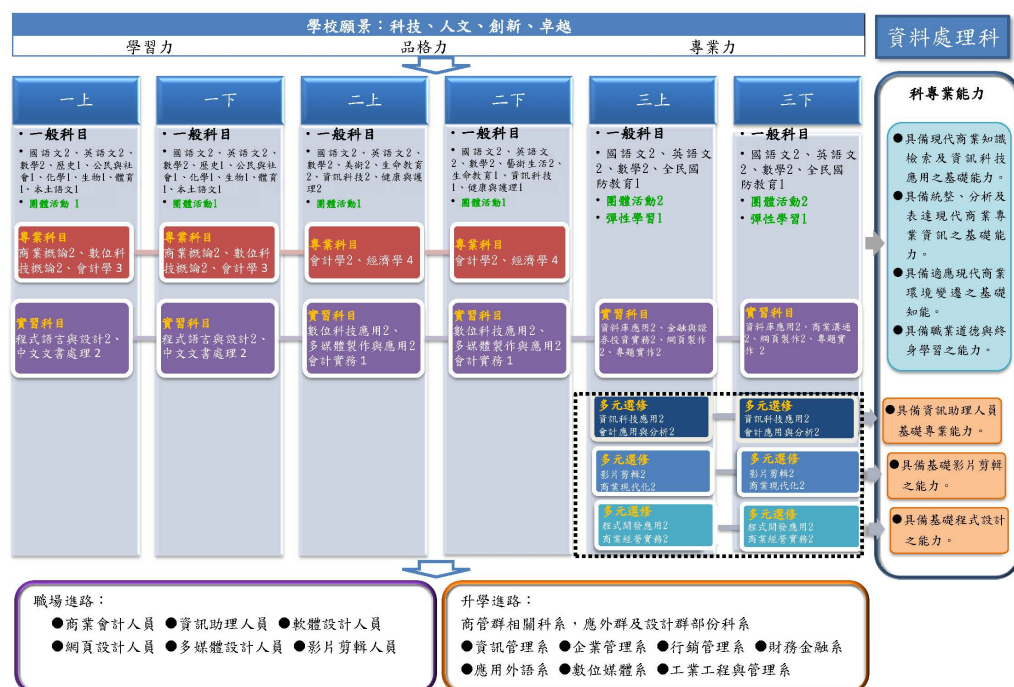 學校願景：科技、人文、創新、卓越
學習力
品格力
專業力
資料處理科
一上
一下
二上
二下
三上
三下
•一般科目
國語文2、英語文2、
數學2、歷史1、公民與社
會1、化學1、生物1、體育
1、本土語文1
•團體活動1
•一般科目
國語文2、英語文2、
數學2、歷史1、公民與社
會1、化學1、生物1、體育
1、本土語文1
•團體活動1
•一般科目
國語文2、英語文2、
數學2、美術2、生命教育
2、資訊科技2、健康與護
理2
•團體活動1
•一般科目
國語文2、英語文
2、數學2、藝術生活2、
生命教育1、資訊科技
1、健康與護理1
•團體活動1
•一般科目
國語文2、英語文
2、數學2、全民國
防教育1
•團體活動2
•彈性學習1
•一般科目
國語文2、英語文
2、數學2、全民國
防教育1
•團體活動2
•彈性學習1
專業科目
商業概論2、數位科
技概論2、會計學3
專業科目
商業概論2、數位科
技概論2、會計學3
專業科目
會計學2、經濟學4
專業科目
會計學2、經濟學4
實習科目
程式語言與設計2、
中文文書處理2
實習科目
程式語言與設計2、
中文文書處理2
實習科目
數位科技應用2、
多媒體製作與應用2
會計實務1
實習科目
數位科技應用2、
多媒體製作與應用2
會計實務1
實習科目
資料庫應用2、金融與證
券投資實務2、網頁製作
2、專題實作2
實習科目
資料庫應用2、商業溝通
2、網頁製作2、專題實
作2
多元選修
資訊科技應用2
會計應用與分析2
多元選修
資訊科技應用2
會計應用與分析2
多元選修
影片剪輯2
商業現代化2
多元選修
影片剪輯2
商業現代化2
多元選修
程式開發應用2
商業經營實務2
多元選修
程式開發應用2
商業經營實務2
科專業能力
●具備現代商業知識
檢索及資訊科技
應用之基礎能力。
●具備統整、分析及
表達現代商業專
業資訊之基礎能
力。
●具備適應現代商業
環境變遷之基礎
知能。
●具備職業道德與終
身學習之能力。
●具備資訊助理人員
基礎專業能力。
●具備基礎影片剪輯
之能力。
●具備基礎程式設計
之能力。
職場進路：
●商業會計人員 ●資訊助理人員 ●軟體設計人員
●網頁設計人員 ●多媒體設計人員 ●影片剪輯人員
升學進路：
商管群相關科系，應外群及設計群部份科系
●資訊管理系 ●企業管理系 ●行銷管理系 ●財務金融系
●應用外語系 ●數位媒體系 ●工業工程與管理系